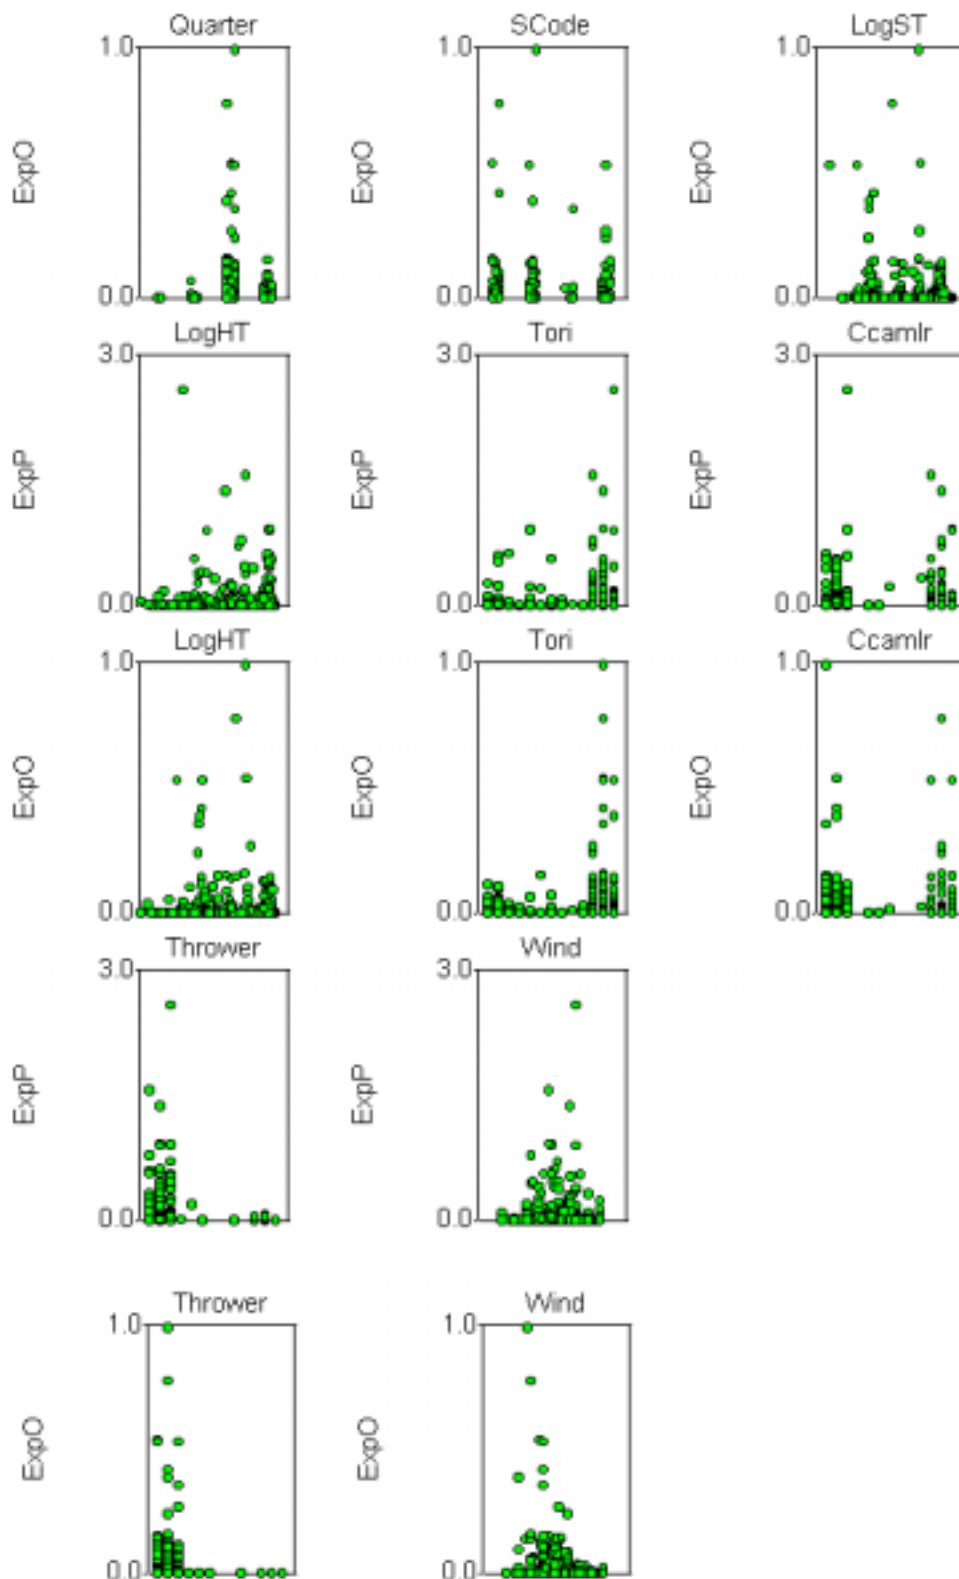 Quarter SCode LogST
1.0 1.0 1.0
ExpO ExpO ExpO
0.0 0.0 0.0
LogHT Tori Ccamlr
3.0 3.0 3.0
ExpP ExpP ExpP
0.0 0.0 0.0
LogHT Tori Ccamlr
1.0 1.0 1.0
ExpO ExpO ExpO
0.0 0.0 0.0
Thrower Wind
3.0 3.0
ExpP ExpP
0.0 0.0
Thrower Wind
1.0 1.0
ExpO ExpO
0.0 0.0